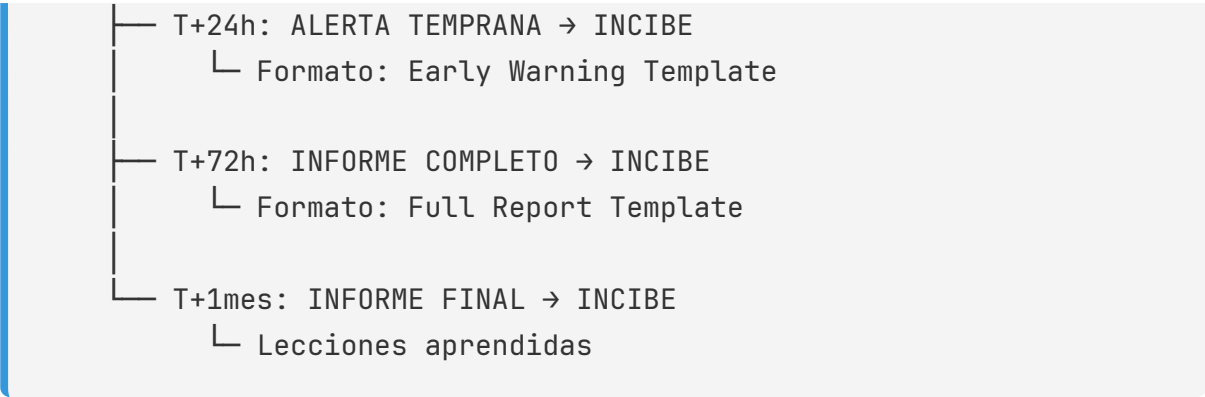 ├── T+24h: ALERTA TEMPRANA → INCIBE
│     └─ Formato: Early Warning Template
│
├── T+72h: INFORME COMPLETO → INCIBE
│     └─ Formato: Full Report Template
│
└── T+1mes: INFORME FINAL → INCIBE
      └─ Lecciones aprendidas